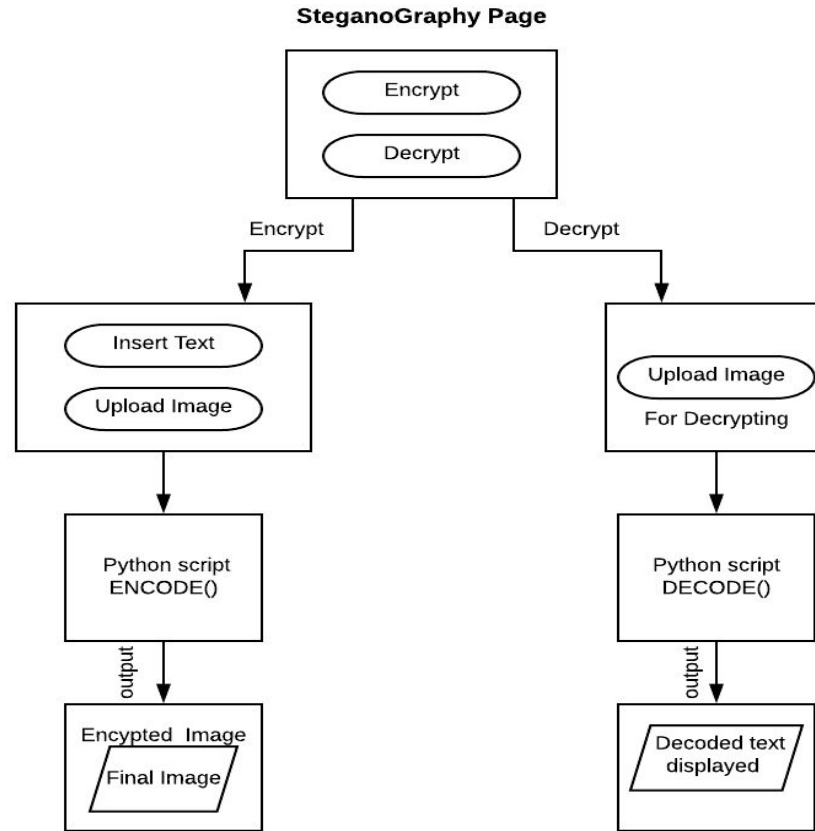 SteganoGraphy Page
Encrypt
Decrypt
Encrypt
Decrypt
Insert Text
Upload Image
Upload Image
For Decrypting
Python script
ENCODE()
Python script
DECODE()
output
output
Encypted Image
Final Image
Decoded text
displayed